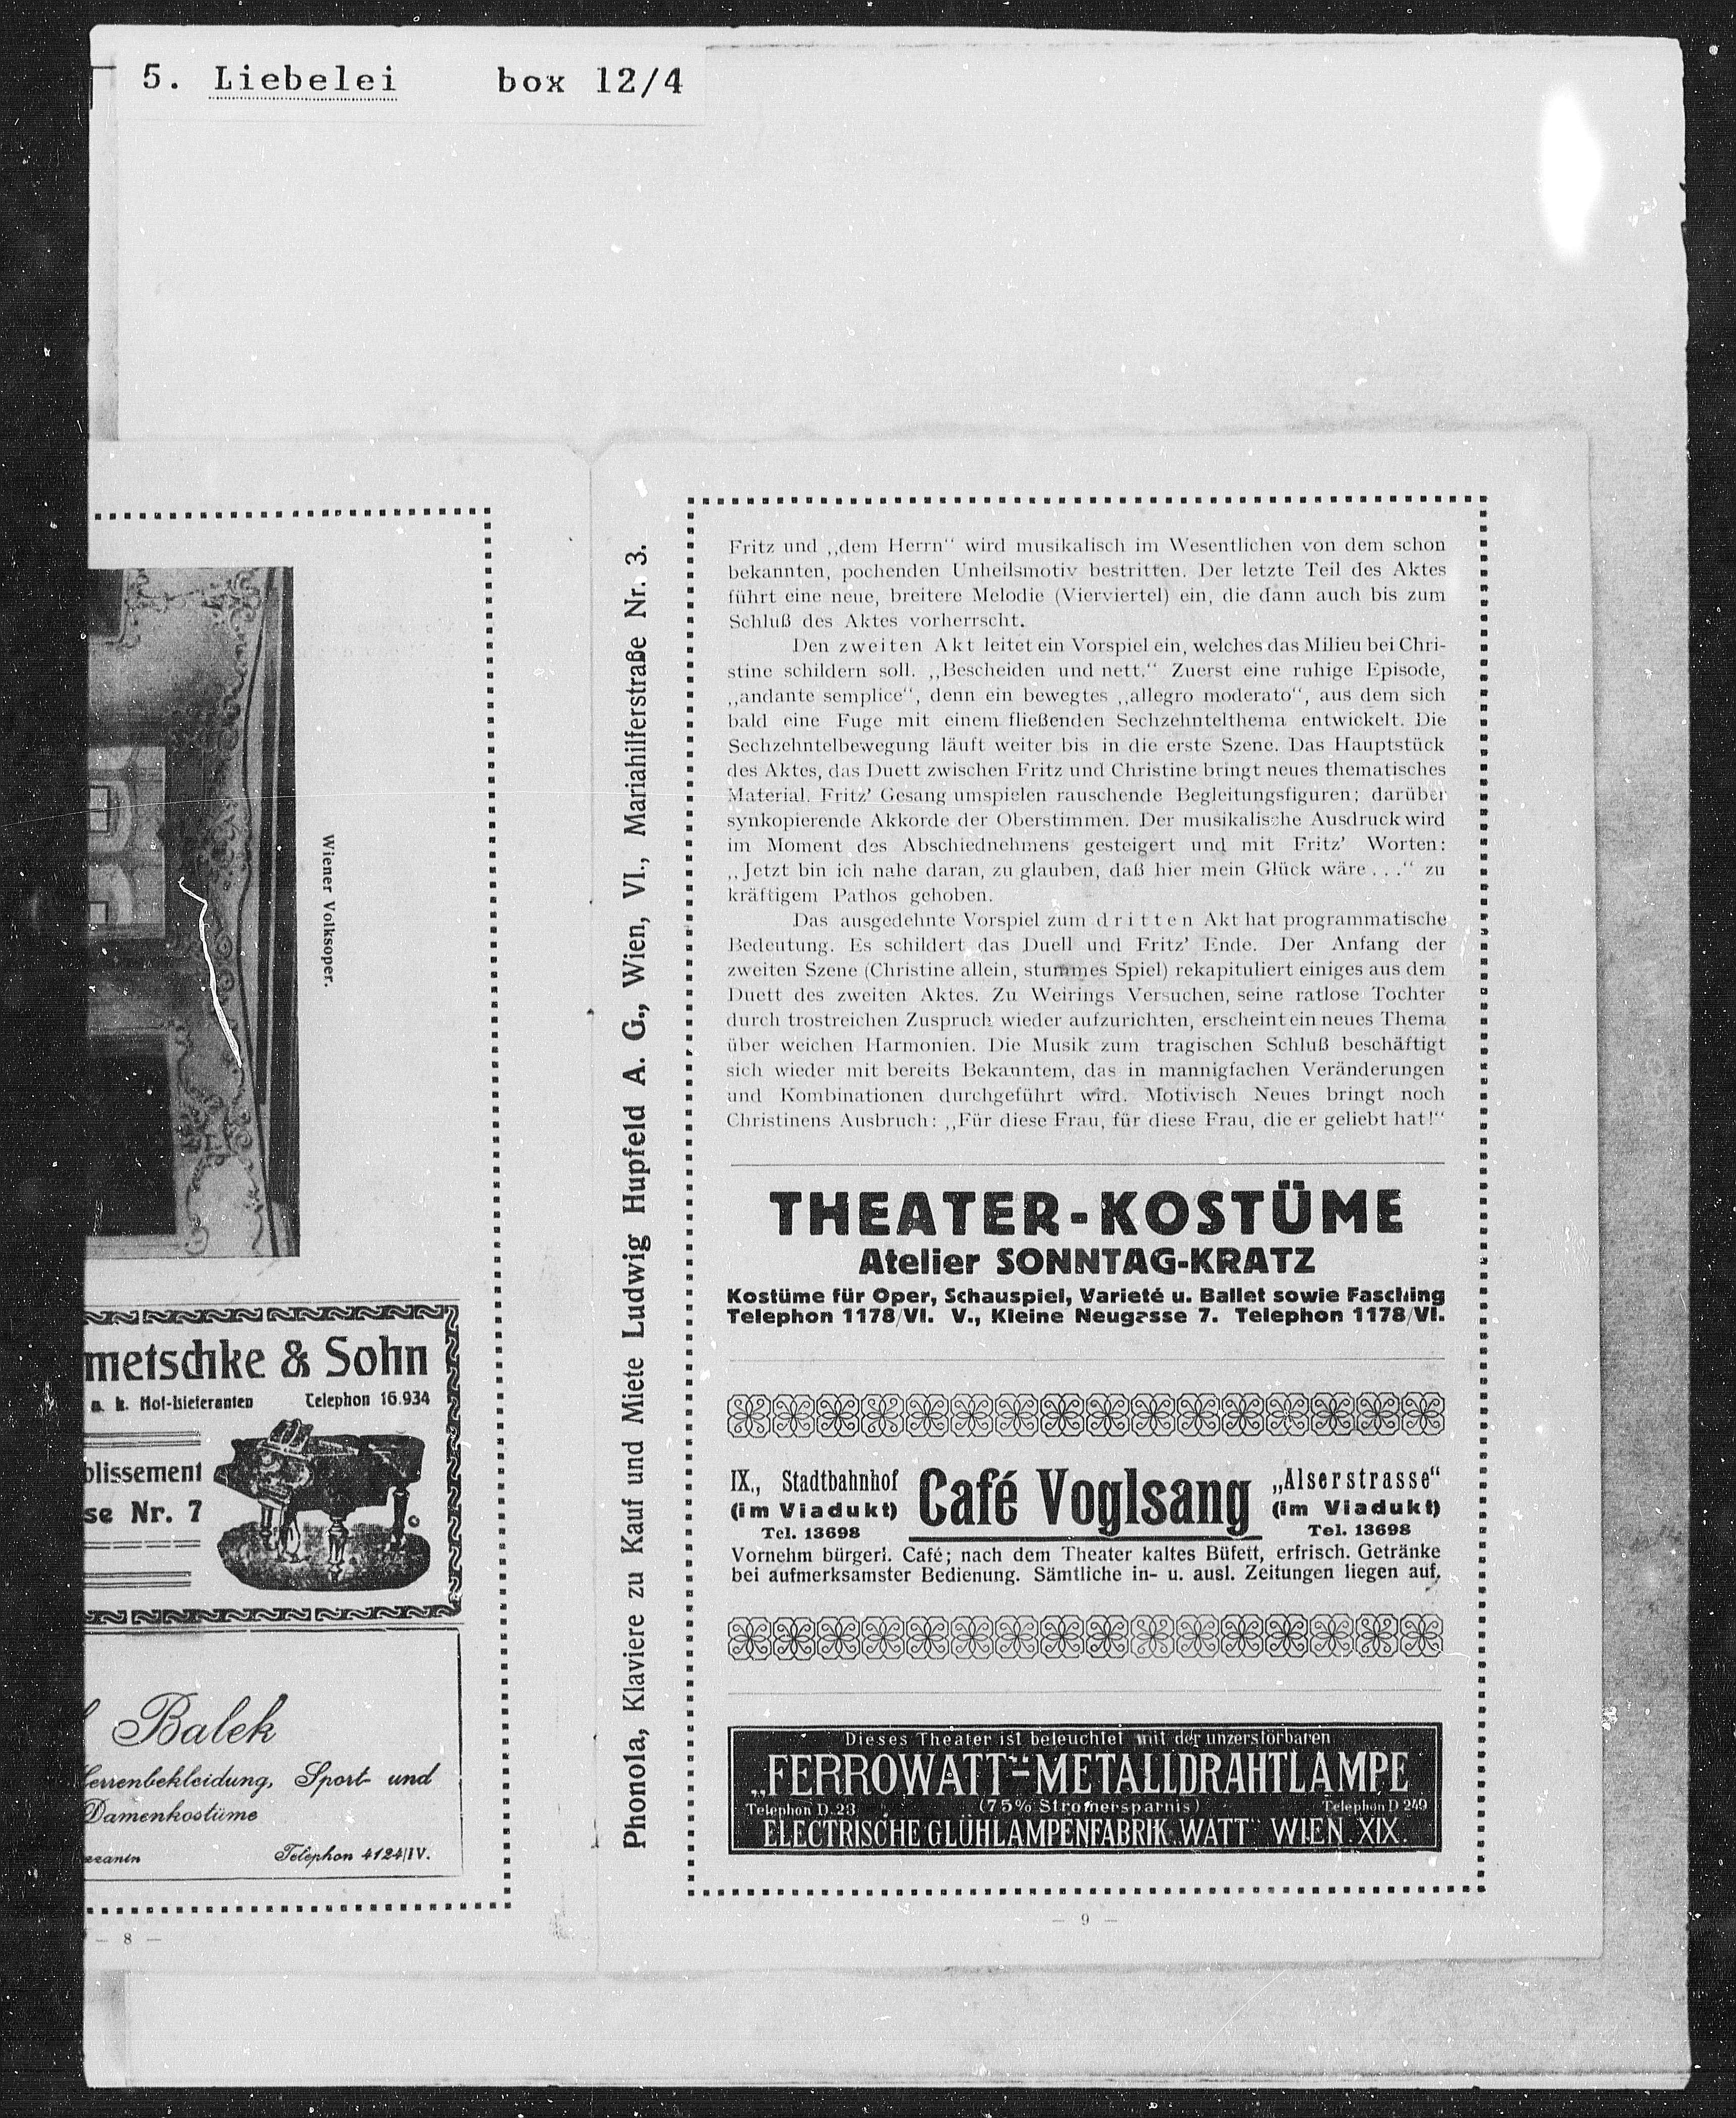 5. Liebelei box 12/4
Wiener Volksoper.
metschke & Sohn
u. k. Hof-Lieferanten Telephon 16.934
blissement
se Nr. 7
Balek
Herrenbekleidung, Sport- und
Damenkostüme
Telephon 4124/IV.
— 8 —
Phonola, Klaviere zu Kauf und Miete Ludwig Hupfeld A. G., Wien, VI., Mariahilferstraße Nr. 3.
Fritz und „dem Herrn“ wird musikalisch im Wesentlichen von dem schon
bekannten, pochenden Unheilsmotiv bestritten. Der letzte Teil des Aktes
führt eine neue, breitere Melodie (Vierviertel) ein, die dann auch bis zum
Schluß des Aktes vorherrscht.
Den zweiten Akt leitet ein Vorspiel ein, welches das Milieu bei Chri-
stine schildern soll. „Bescheiden und nett.“ Zuerst eine ruhige Episode,
„andante semplice“, denn ein bewegtes „allegro moderato“, aus dem sich
bald eine Fuge mit einem fließenden Sechzehntelthema entwickelt. Die
Sechzehntelbewegung läuft weiter bis in die erste Szene. Das Hauptstück
des Aktes, das Duett zwischen Fritz und Christine bringt neues thematisches
Material. Fritz’ Gesang umspielen rauschende Begleitungsfiguren; darüber
synkopierende Akkorde der Oberstimmen. Der musikalische Ausdruck wird
im Moment des Abschiednehmens gesteigert und mit Fritz’ Worten:
„Jetzt bin ich nahe daran, zu glauben, daß hier mein Glück wäre . . .“ zu
kräftigem Pathos gehoben.
Das ausgedehnte Vorspiel zum dritten Akt hat programmatische
Bedeutung. Es schildert das Duell und Fritz’ Ende. Der Anfang der
zweiten Szene (Christine allein, stummes Spiel) rekapituliert einiges aus dem
Duett des zweiten Aktes. Zu Weirings Versuchen, seine ratlose Tochter
durch trostreichen Zuspruch wieder aufzurichten, erscheint ein neues Thema
über weichen Harmonien. Die Musik zum tragischen Schluß beschäftigt
sich wieder mit bereits Bekanntem, das in mannigfachen Veränderungen
und Kombinationen durchgeführt wird. Motivisch Neues bringt noch
Christinens Ausbruch: „Für diese Frau, für diese Frau, die er geliebt hat!“
THEATER-KOSTÜME
Atelier SONNTAG-KRATZ
Kostüme für Oper, Schauspiel, Varieté u. Ballet sowie Fasching
Telephon 1178/VI. V., Kleine Neugasse 7. Telephon 1178/VI.
IX., Stadtbahnhof Café Voglsang „Alserstrasse“
(im Viadukt) (im Viadukt)
Tel. 13698 Tel. 13698
Vornehm bürgerl. Café; nach dem Theater kaltes Büfett, erfrisch. Getränke
bei aufmerksamster Bedienung. Sämtliche in- u. ausl. Zeitungen liegen auf.
Dieses Theater ist beleuchtet mit der unzerstörbaren
„FERROWATT“-METALLDRAHTLAMPE
Telephon D. 23 (75% Stromersparnis) Telephon D 249
ELECTRISCHE GLÜHLAMPENFABRIK „WATT“ WIEN. XIX.
— 9 —